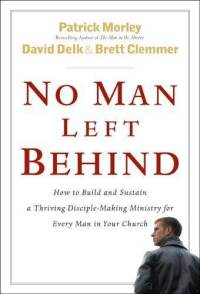 Patrick Morley
Bestselling Author of The Man in the Mirror
David Delk & Brett Clemmer
NO MAN
LEFT
BEHIND
How to Build and Sustain
a Thriving Disciple-Making Ministry for
Every Man in Your Church